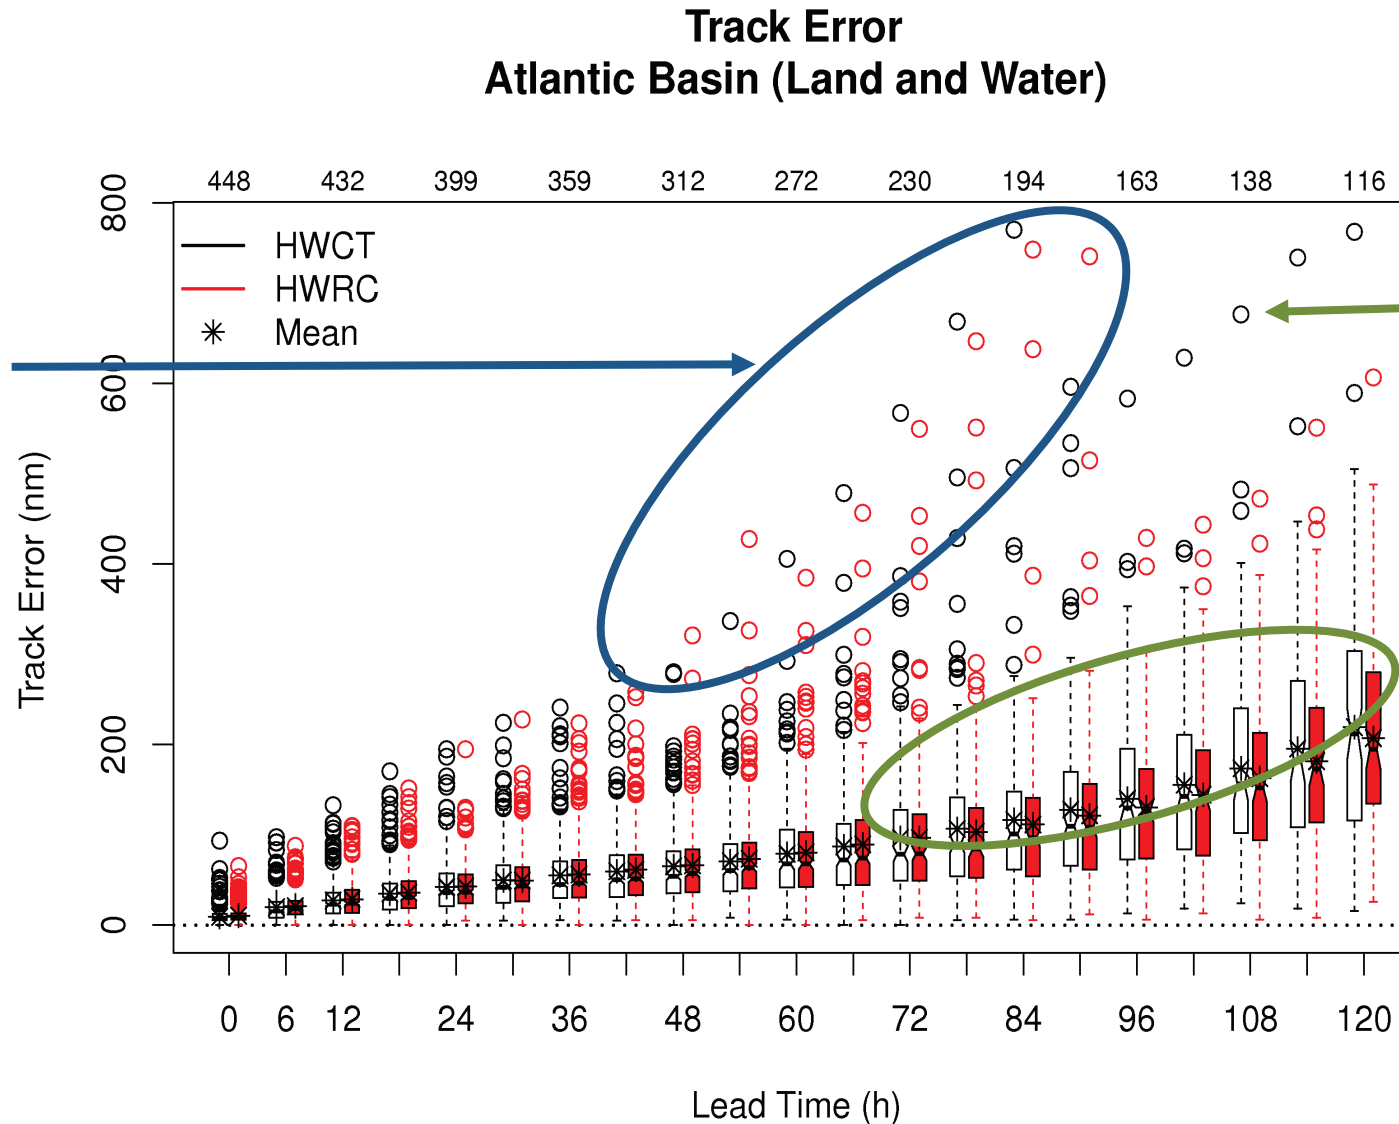 Track Error
Atlantic Basin (Land and Water)
448 432 399 359 312 272 230 194 163 138 116
HWCT
HWRC
Mean
800
600
400
200
0
Track Error (nm)
0 6 12 24 36 48 60 72 84 96 108 120
Lead Time (h)